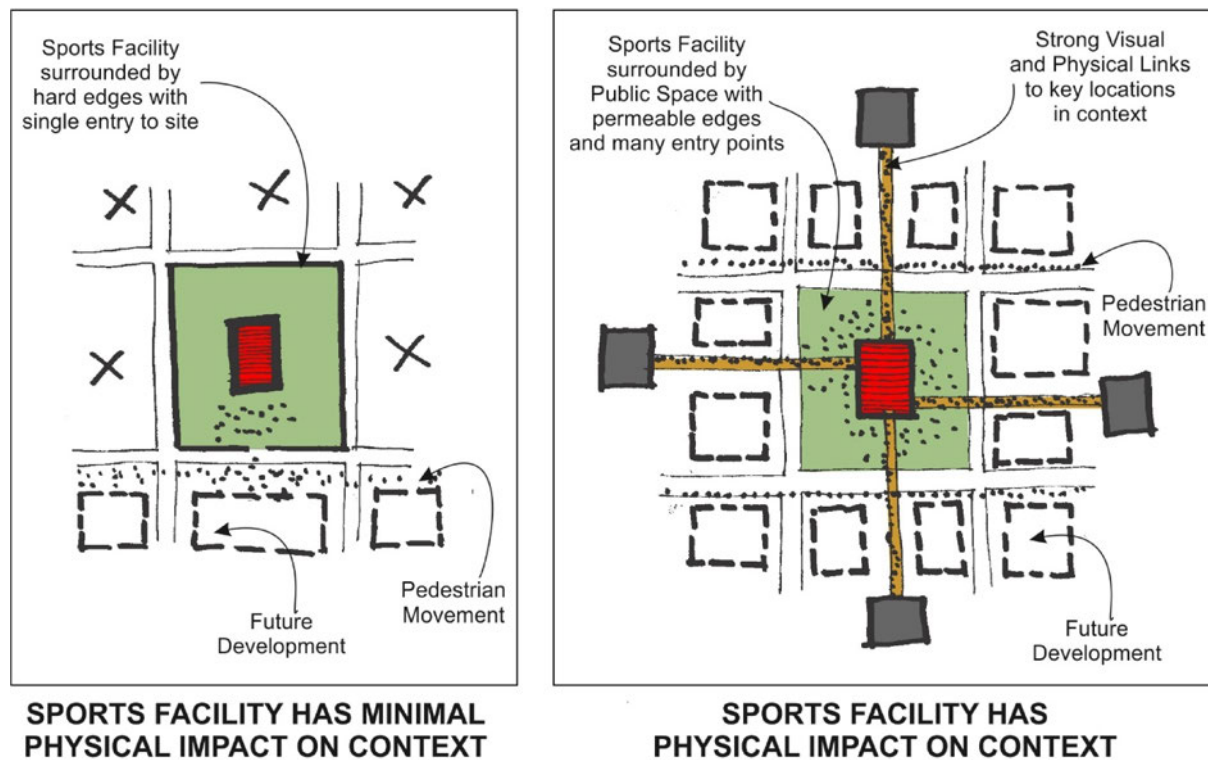 Sports Facility
surrounded by
hard edges with
single entry to site
Future
Development
Pedestrian
Movement
SPORTS FACILITY HAS MINIMAL
PHYSICAL IMPACT ON CONTEXT
Sports Facility
surrounded by
Public Space with
permeable edges
and many entry points
Strong Visual
and Physical Links
to key locations
in context
Pedestrian
Movement
Future
Development
SPORTS FACILITY HAS
PHYSICAL IMPACT ON CONTEXT